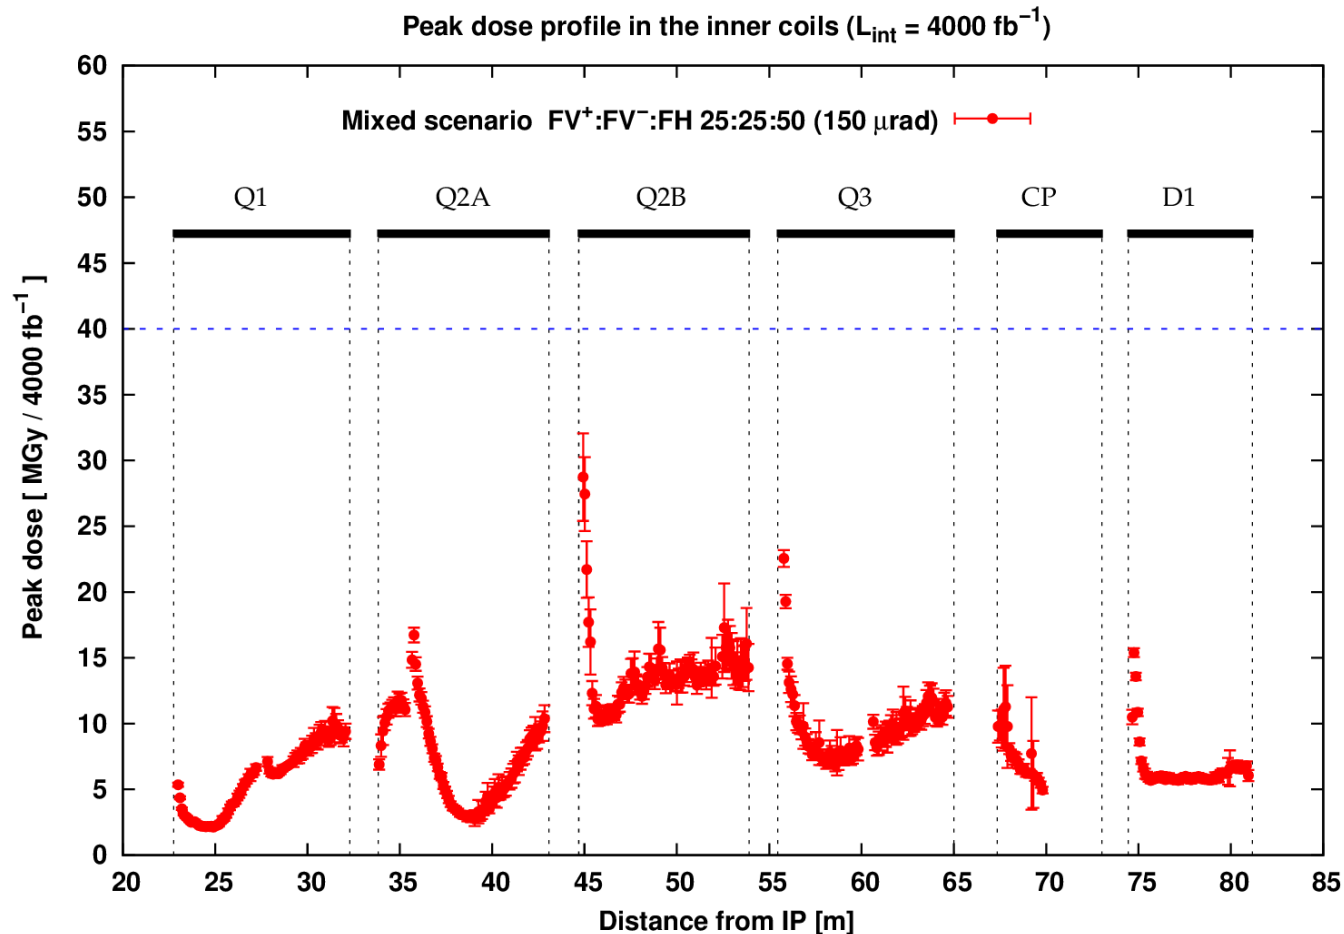 Peak dose profile in the inner coils (L_int = 4000 fb⁻¹)
60
55
50
45
40
35
30
25
20
15
10
5
0
Peak dose [ MGy / 4000 fb⁻¹ ]
Mixed scenario FV⁺:FV⁻:FH 25:25:50 (150 μrad)
Q1 Q2A Q2B Q3 CP D1
20 25 30 35 40 45 50 55 60 65 70 75 80 85
Distance from IP [m]